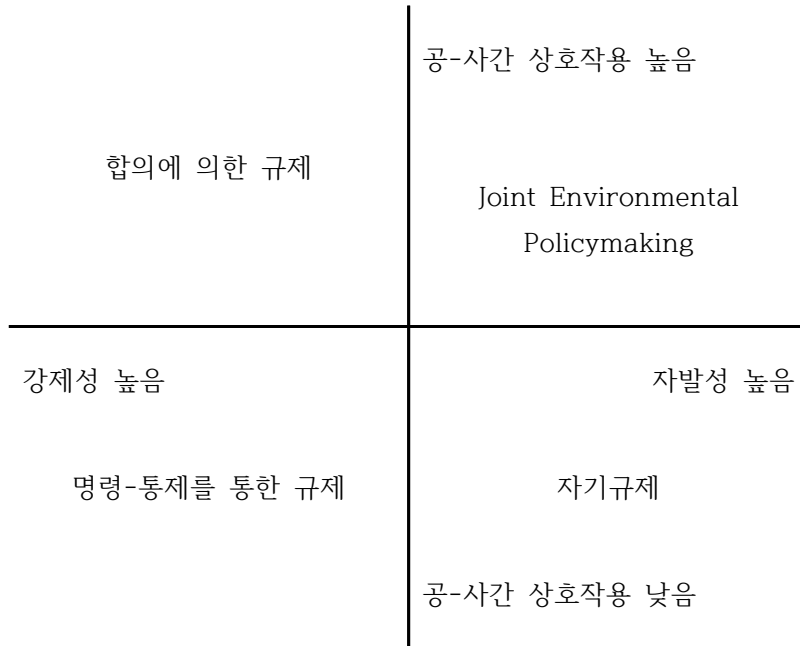 공-사간 상호작용 높음
합의에 의한 규제
Joint Environmental
Policymaking
강제성 높음
자발성 높음
명령-통제를 통한 규제
자기규제
공-사간 상호작용 낮음